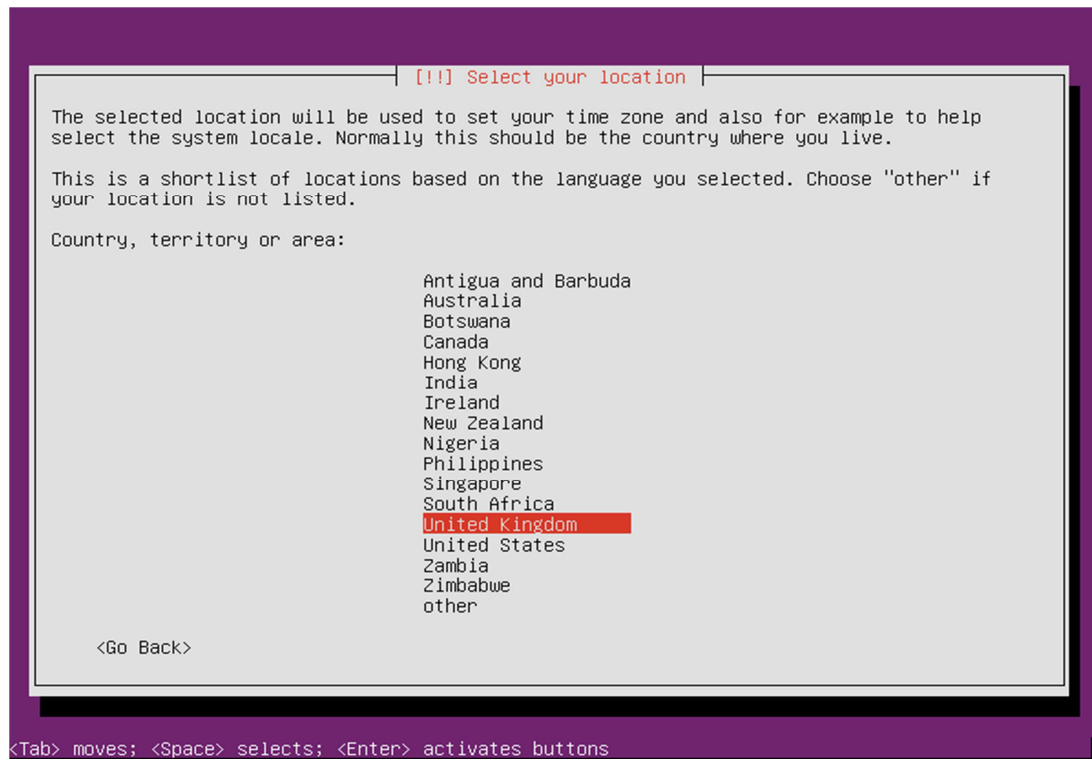 [!!] Select your location
The selected location will be used to set your time zone and also for example to help
select the system locale. Normally this should be the country where you live.
This is a shortlist of locations based on the language you selected. Choose "other" if
your location is not listed.
Country, territory or area:
Antigua and Barbuda
Australia
Botswana
Canada
Hong Kong
India
Ireland
New Zealand
Nigeria
Philippines
Singapore
South Africa
United Kingdom
United States
Zambia
Zimbabwe
other
<Go Back>
<Tab> moves; <Space> selects; <Enter> activates buttons